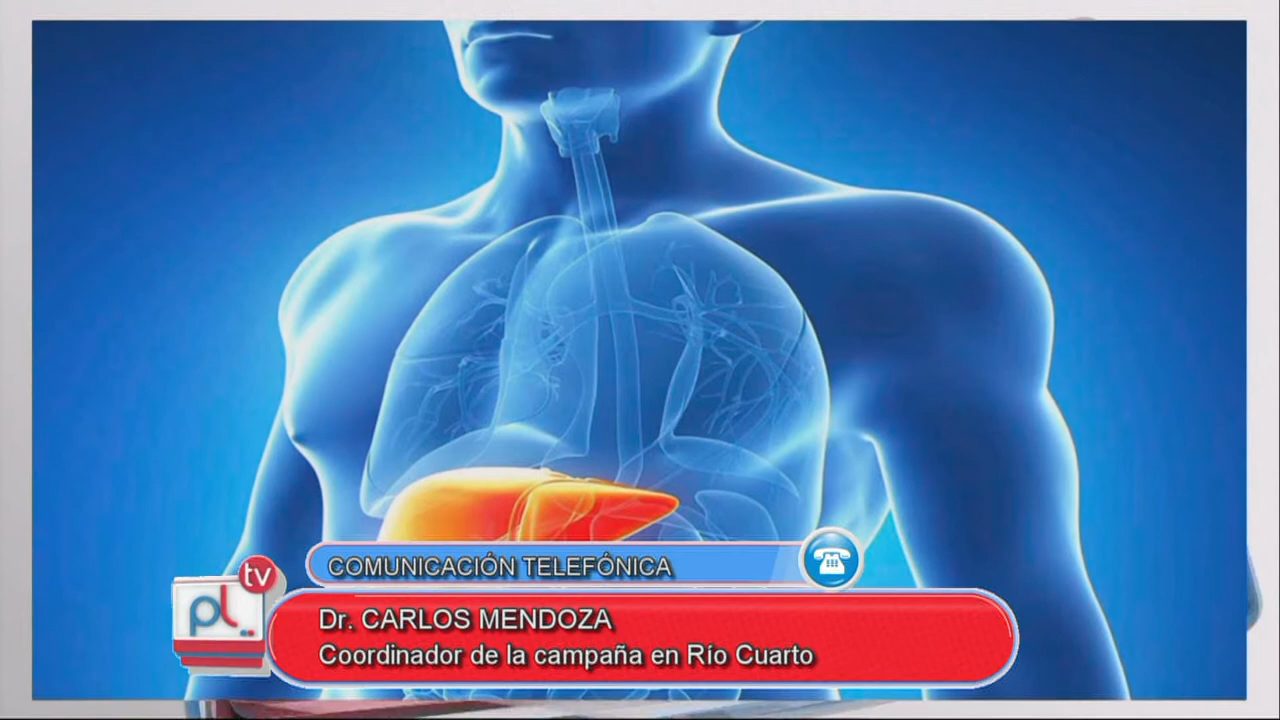 COMUNICACIÓN TELEFÓNICA
tv
pl..
Dr. CARLOS MENDOZA
Coordinador de la campaña en Río Cuarto